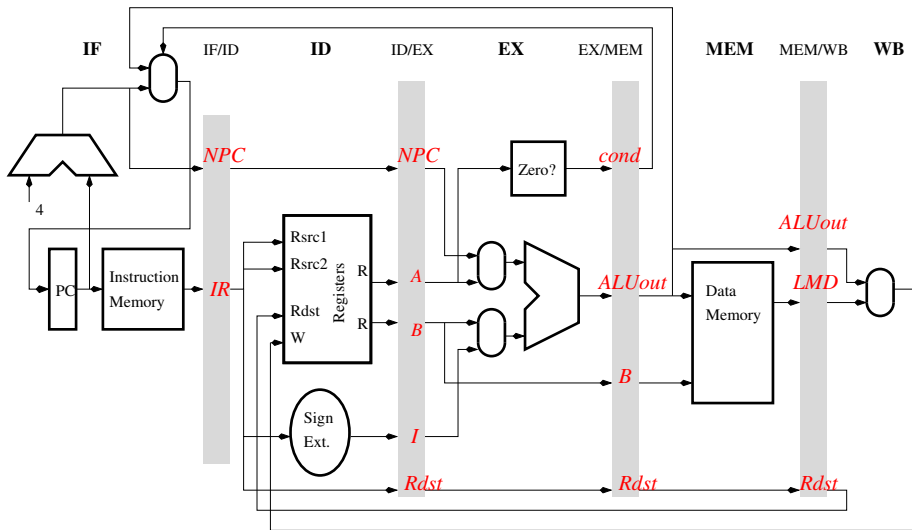 IF
IF/ID
ID
ID/EX
EX
EX/MEM
MEM
MEM/WB
WB
NPC
NPC
cond
Zero?
4
ALUout
Rsrc1
Rsrc2
R
Registers
Rdst
R
W
PC
Instruction
Memory
IR
A
B
ALUout
Data
Memory
LMD
B
Sign
Ext.
I
Rdst
Rdst
Rdst